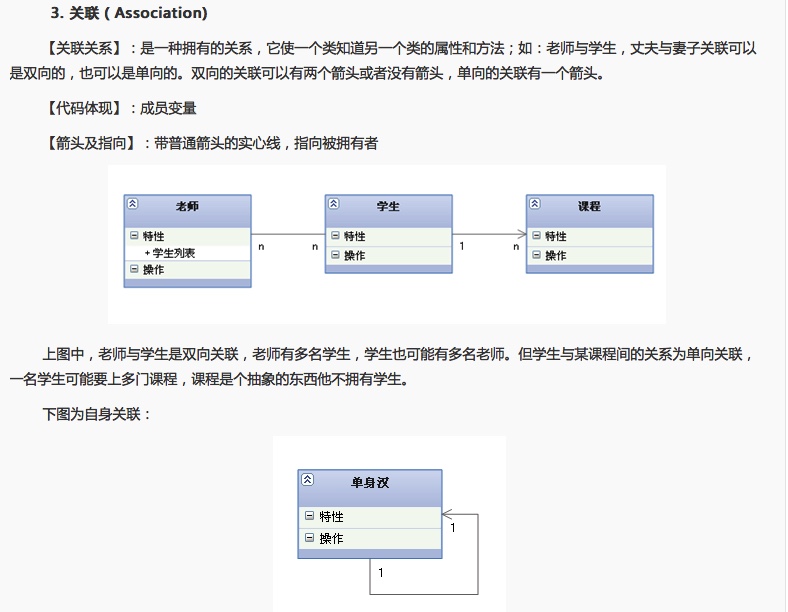 3. 关联（Association)
【关联关系】：是一种拥有的关系，它使一个类知道另一个类的属性和方法；如：老师与学生，丈夫与妻子关联可以
是双向的，也可以是单向的。双向的关联可以有两个箭头或者没有箭头，单向的关联有一个箭头。
【代码体现】：成员变量
【箭头及指向】：带普通箭头的实心线，指向被拥有者
老师
特性
+ 学生列表
操作
n
n
学生
特性
操作
1
n
课程
特性
操作
上图中，老师与学生是双向关联，老师有多名学生，学生也可能有多名老师。但学生与某课程间的关系为单向关联，
一名学生可能要上多门课程，课程是个抽象的东西他不拥有学生。
下图为自身关联：
单身汉
特性
操作
1
1